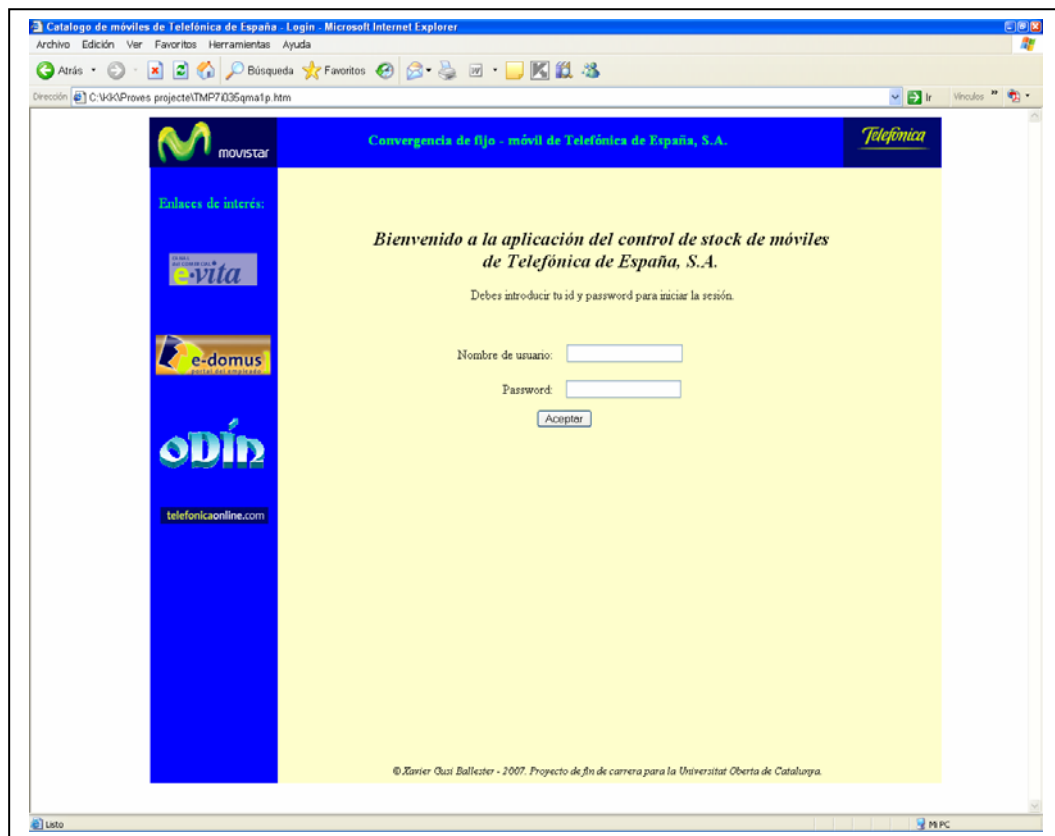 Catalogo de móviles de Telefónica de España - Login - Microsoft Internet Explorer
Archivo Edición Ver Favoritos Herramientas Ayuda
Atrás Búsqueda Favoritos
Dirección C:\KK\Proves projecte\TMP7i035qma1p.htm Ir Vínculos »
movistar
Convergencia de fijo - móvil de Telefónica de España, S.A.
Telefónica
Enlaces de interés:
e-vita
e-domus
portal del empleado
oDín
telefonicaonline.com
Bienvenido a la aplicación del control de stock de móviles
de Telefónica de España, S.A.
Debes introducir tu id y password para iniciar la sesión.
Nombre de usuario:
Password:
Aceptar
© Xavier Gusi Ballester - 2007. Proyecto de fin de carrera para la Universitat Oberta de Catalunya.
Listo Mi PC